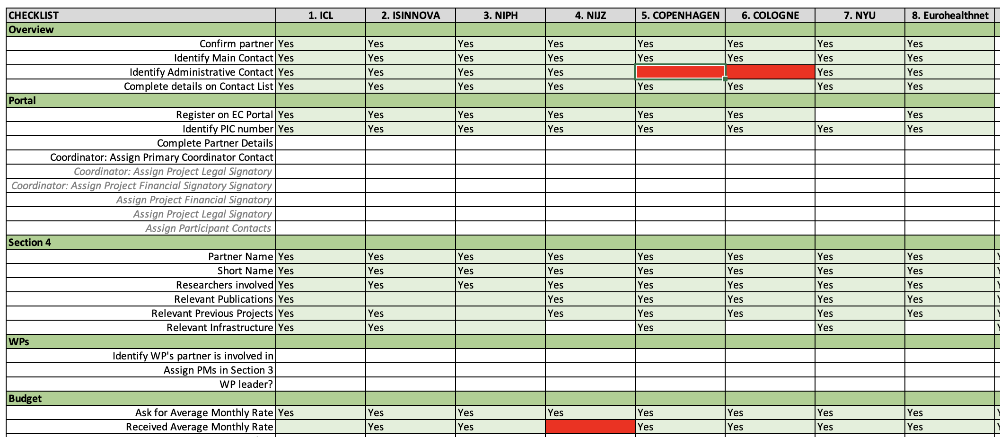 CHECKLIST 1. ICL 2. ISINNOVA 3. NIPH 4. NIJZ 5. COPENHAGEN 6. COLOGNE 7. NYU 8. Eurohealthnet
Overview
Confirm partner Yes Yes Yes Yes Yes Yes Yes Yes
Identify Main Contact Yes Yes Yes Yes Yes Yes Yes Yes
Identify Administrative Contact Yes Yes Yes Yes Yes Yes
Complete details on Contact List Yes Yes Yes Yes Yes Yes Yes Yes
Portal
Register on EC Portal Yes Yes Yes Yes Yes Yes Yes
Identify PIC number Yes Yes Yes Yes Yes Yes Yes Yes
Complete Partner Details
Coordinator: Assign Primary Coordinator Contact
Coordinator: Assign Project Legal Signatory
Coordinator: Assign Project Financial Signatory Signatory
Assign Project Financial Signatory
Assign Project Legal Signatory
Assign Participant Contacts
Section 4
Partner Name Yes Yes Yes Yes Yes Yes Yes Yes
Short Name Yes Yes Yes Yes Yes Yes Yes Yes
Researchers involved Yes Yes Yes Yes Yes Yes Yes Yes
Relevant Publications Yes Yes Yes Yes Yes Yes
Relevant Previous Projects Yes Yes Yes Yes Yes Yes Yes
Relevant Infrastructure Yes Yes Yes Yes
WPs
Identify WP's partner is involved in
Assign PMs in Section 3
WP leader?
Budget
Ask for Average Monthly Rate Yes Yes Yes Yes Yes Yes Yes Yes
Received Average Monthly Rate Yes Yes Yes Yes Yes Yes